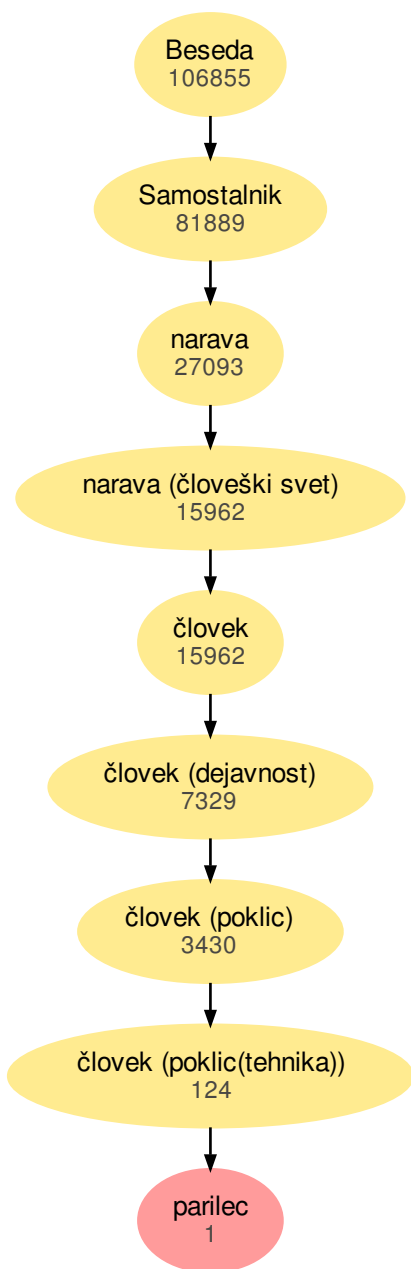 Beseda
106855
Samostalnik
81889
narava
27093
narava (človeški svet)
15962
človek
15962
človek (dejavnost)
7329
človek (poklic)
3430
človek (poklic(tehnika))
124
parilec
1